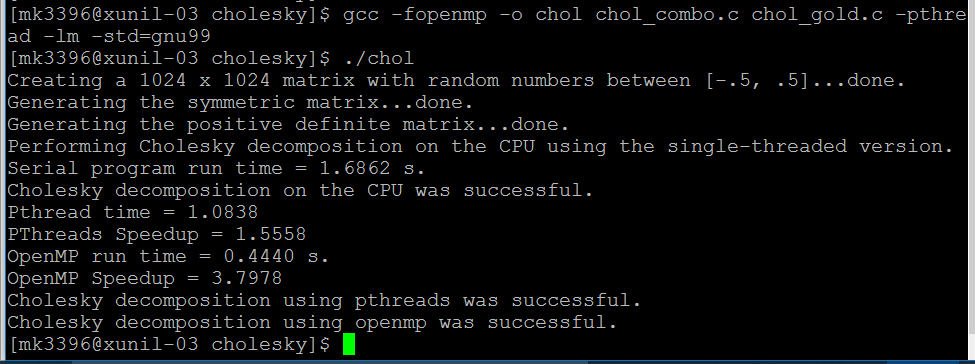 [mk3396@xunil-03 cholesky]$ gcc -fopenmp -o chol chol_combo.c chol_gold.c -pthre
ad -lm -std=gnu99
[mk3396@xunil-03 cholesky]$ ./chol
Creating a 1024 x 1024 matrix with random numbers between [-.5, .5]...done.
Generating the symmetric matrix...done.
Generating the positive definite matrix...done.
Performing Cholesky decomposition on the CPU using the single-threaded version.
Serial program run time = 1.6862 s.
Cholesky decomposition on the CPU was successful.
Pthread time = 1.0838
PThreads Speedup = 1.5558
OpenMP run time = 0.4440 s.
OpenMP Speedup = 3.7978
Cholesky decomposition using pthreads was successful.
Cholesky decomposition using openmp was successful.
[mk3396@xunil-03 cholesky]$